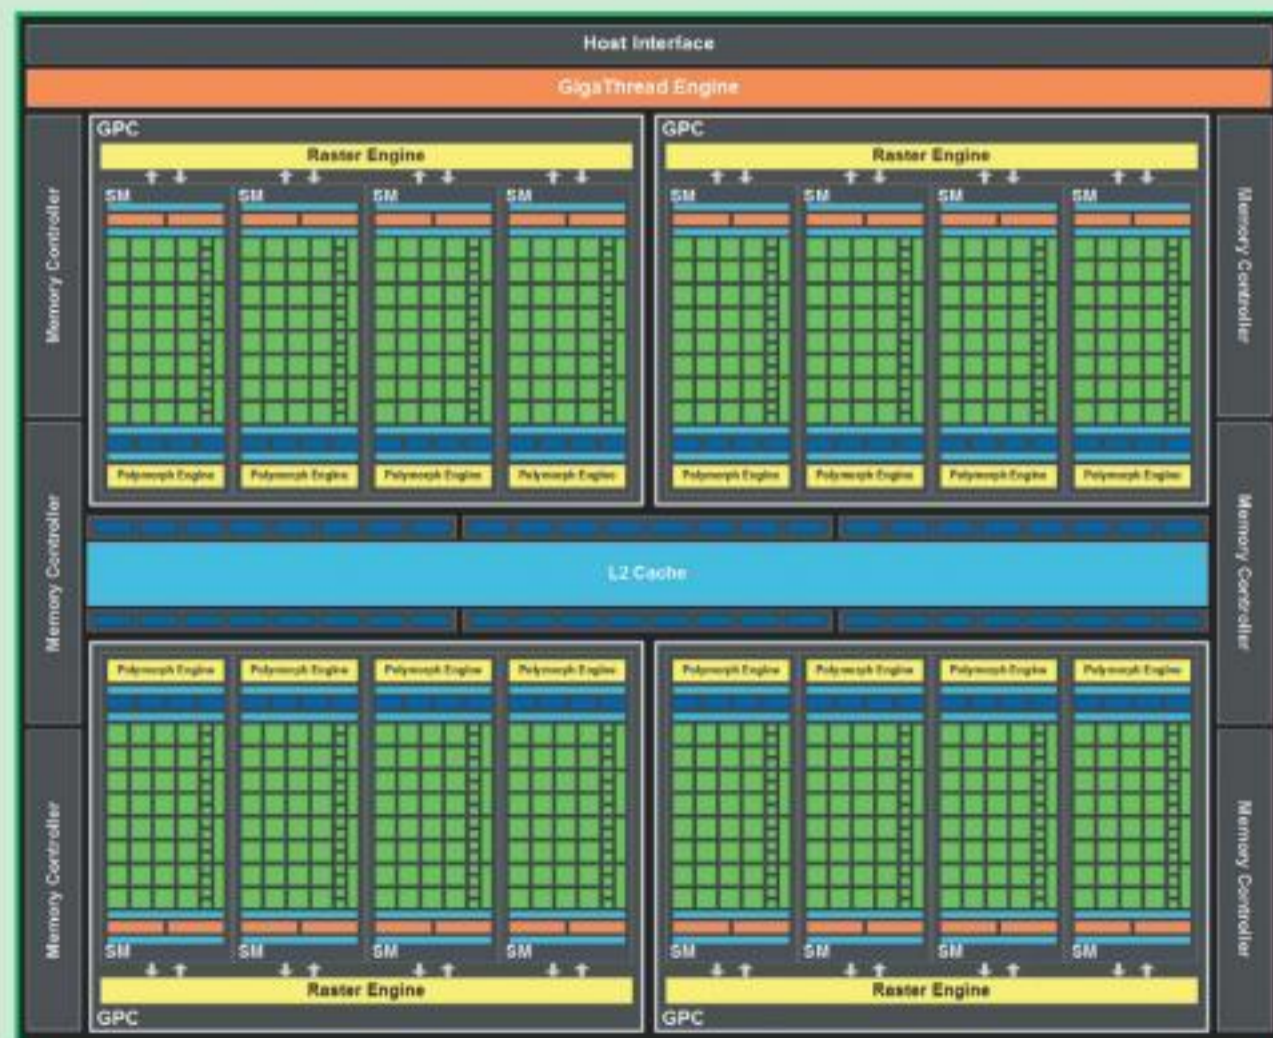 Host Interface
GigaThread Engine
GPC
GPC
Raster Engine
Raster Engine
SM SM SM SM
SM SM SM SM
Memory Controller
Memory Controller
Polymorph Engine Polymorph Engine Polymorph Engine Polymorph Engine
Polymorph Engine Polymorph Engine Polymorph Engine Polymorph Engine
Memory Controller
L2 Cache
Memory Controller
Polymorph Engine Polymorph Engine Polymorph Engine Polymorph Engine
Polymorph Engine Polymorph Engine Polymorph Engine Polymorph Engine
Memory Controller
Memory Controller
SM SM SM SM
SM SM SM SM
Raster Engine
Raster Engine
GPC
GPC